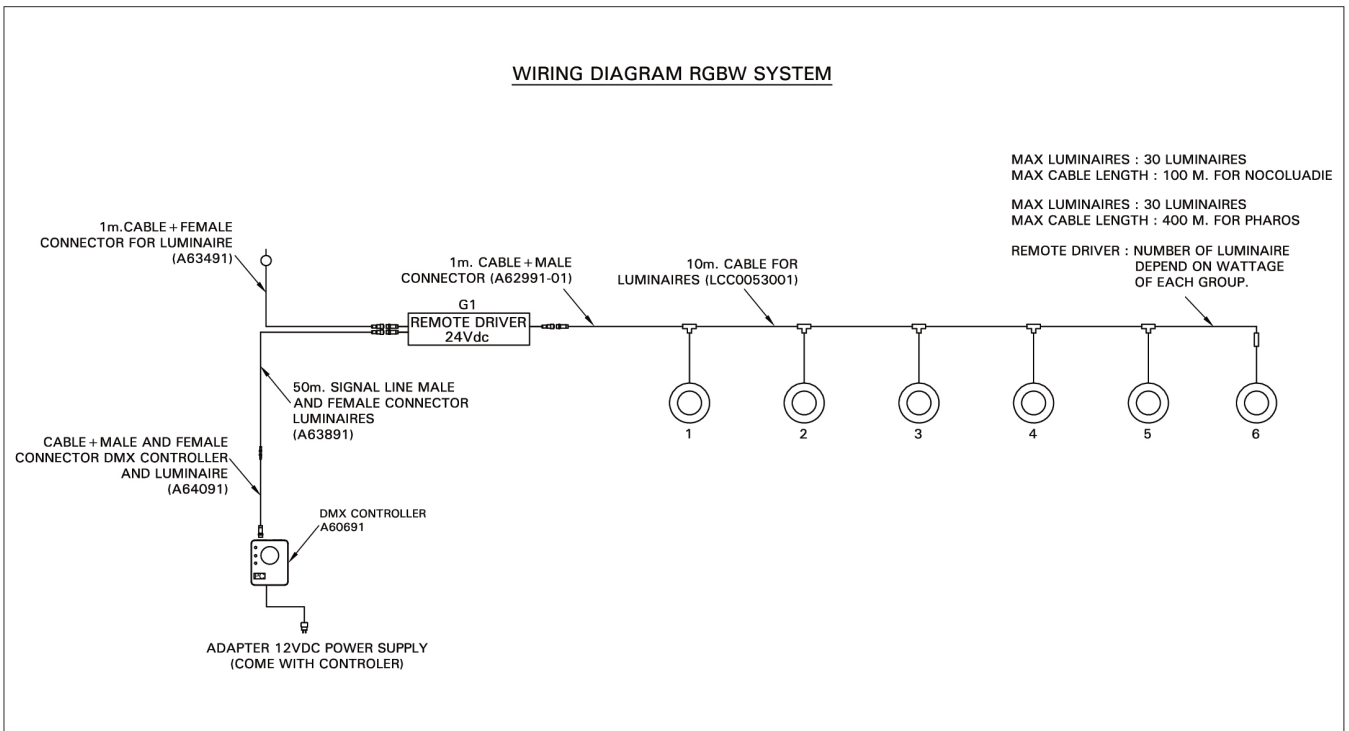 WIRING DIAGRAM RGBW SYSTEM
MAX LUMINAIRES : 30 LUMINAIRES
MAX CABLE LENGTH : 100 M. FOR NOCOLUADIE
MAX LUMINAIRES : 30 LUMINAIRES
MAX CABLE LENGTH : 400 M. FOR PHAROS
REMOTE DRIVER : NUMBER OF LUMINAIRE
DEPEND ON WATTAGE
OF EACH GROUP.
1m.CABLE+FEMALE
CONNECTOR FOR LUMINAIRE
(A63491)
1m. CABLE+MALE
CONNECTOR (A62991-01)
10m. CABLE FOR
LUMINAIRES (LCC0053001)
G1
REMOTE DRIVER
24Vdc
50m. SIGNAL LINE MALE
AND FEMALE CONNECTOR
LUMINAIRES
(A63891)
1
2
3
4
5
6
CABLE+MALE AND FEMALE
CONNECTOR DMX CONTROLLER
AND LUMINAIRE
(A64091)
DMX CONTROLLER
A60691
ADAPTER 12VDC POWER SUPPLY
(COME WITH CONTROLER)